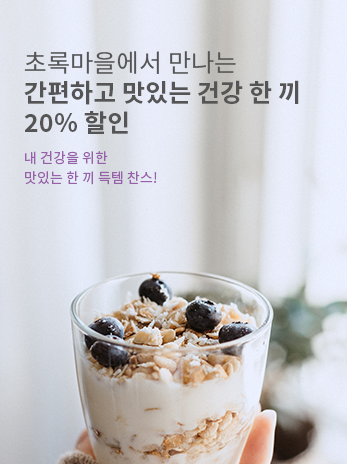 초록마을에서 만나는
간편하고 맛있는 건강 한 끼
20% 할인
내 건강을 위한
맛있는 한 끼 득템 찬스!